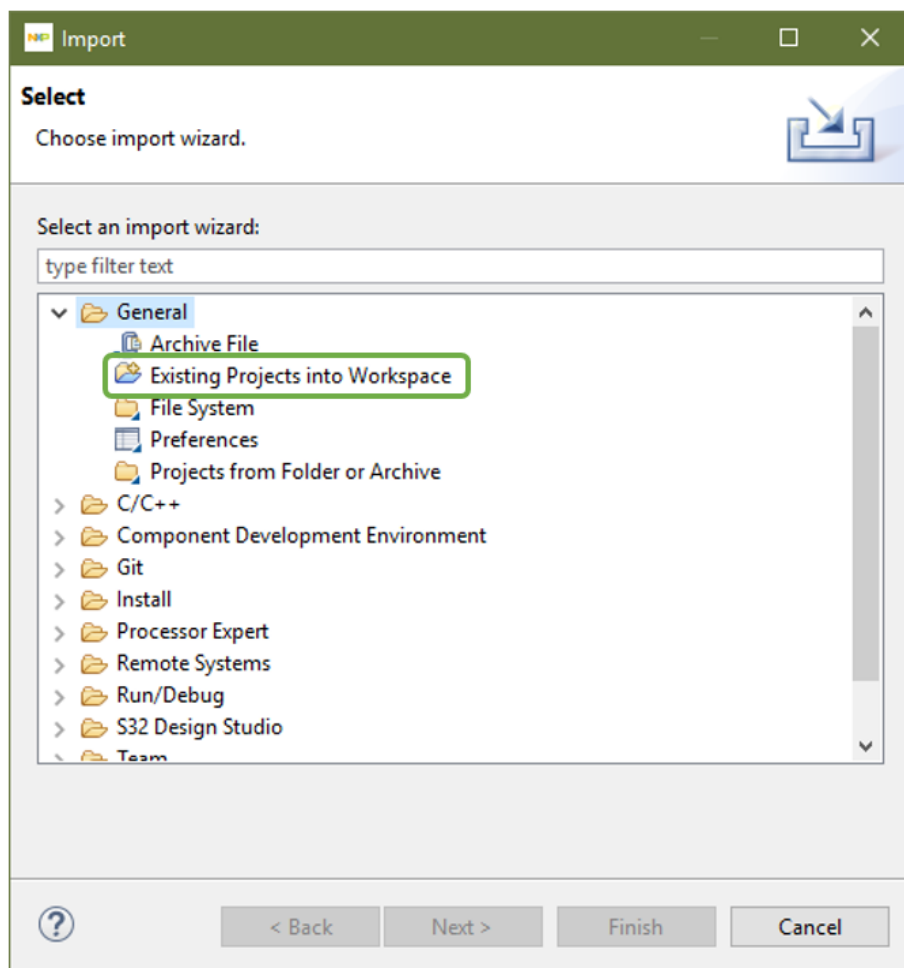 NXP Import
Select
Choose import wizard.
Select an import wizard:
type filter text
General
Archive File
Existing Projects into Workspace
File System
Preferences
Projects from Folder or Archive
C/C++
Component Development Environment
Git
Install
Processor Expert
Remote Systems
Run/Debug
S32 Design Studio
Team
? < Back Next > Finish Cancel